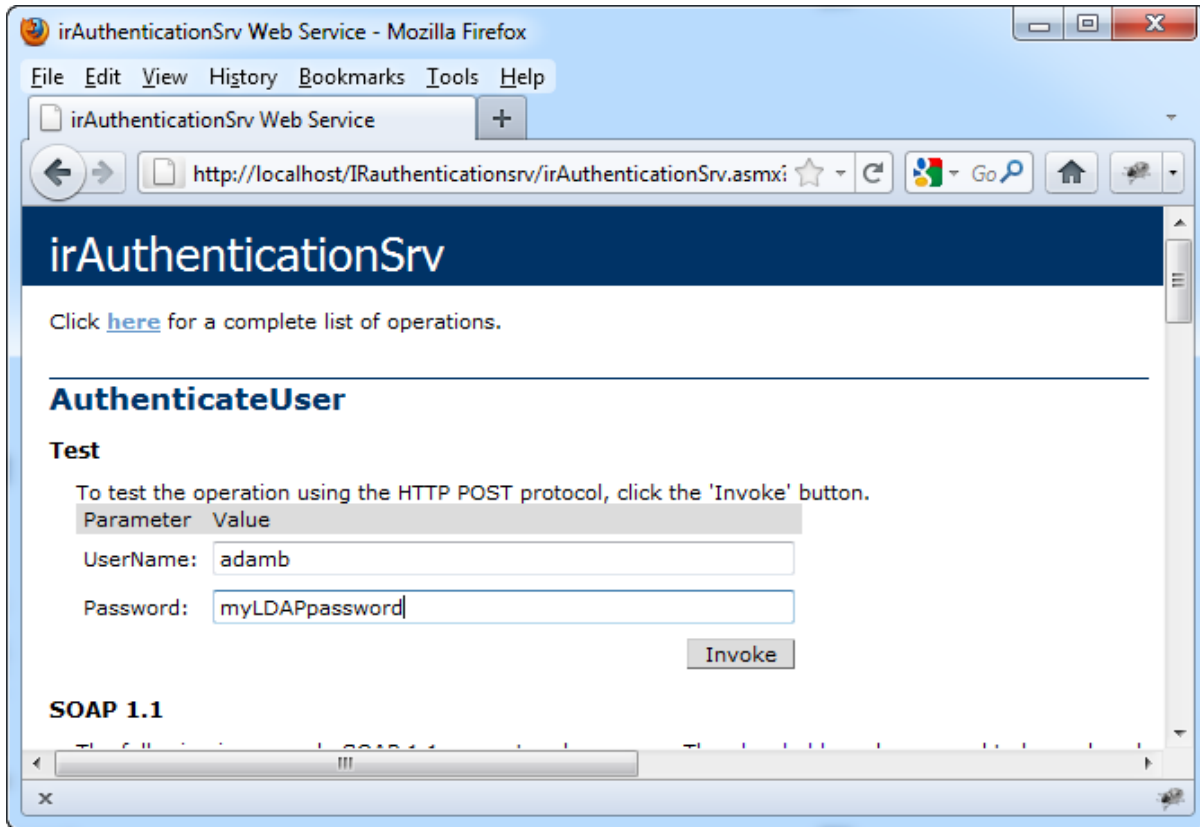 irAuthenticationSrv Web Service - Mozilla Firefox
File Edit View History Bookmarks Tools Help
irAuthenticationSrv Web Service
http://localhost/IRauthenticationsrv/irAuthenticationSrv.asmx
Go
irAuthenticationSrv
Click here for a complete list of operations.
AuthenticateUser
Test
To test the operation using the HTTP POST protocol, click the 'Invoke' button.
Parameter Value
UserName: adamb
Password: myLDAPpassword
Invoke
SOAP 1.1